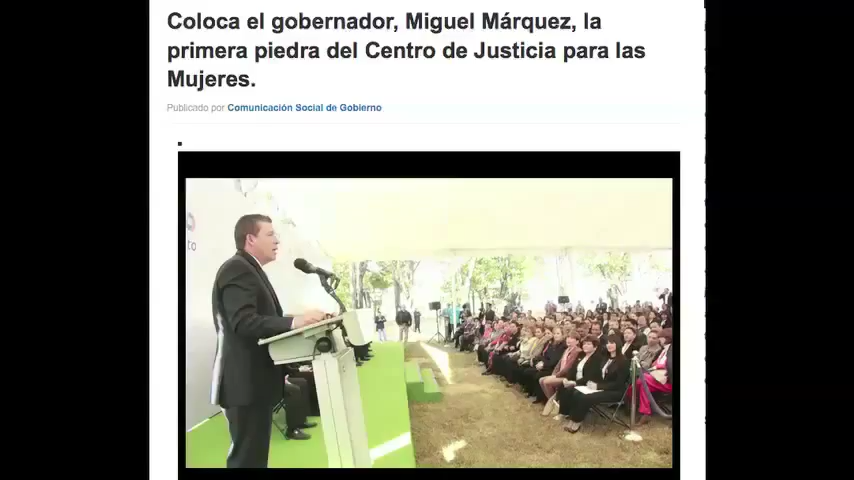 Coloca el gobernador, Miguel Márquez, la
primera piedra del Centro de Justicia para las
Mujeres.
Publicado por Comunicación Social de Gobierno
to